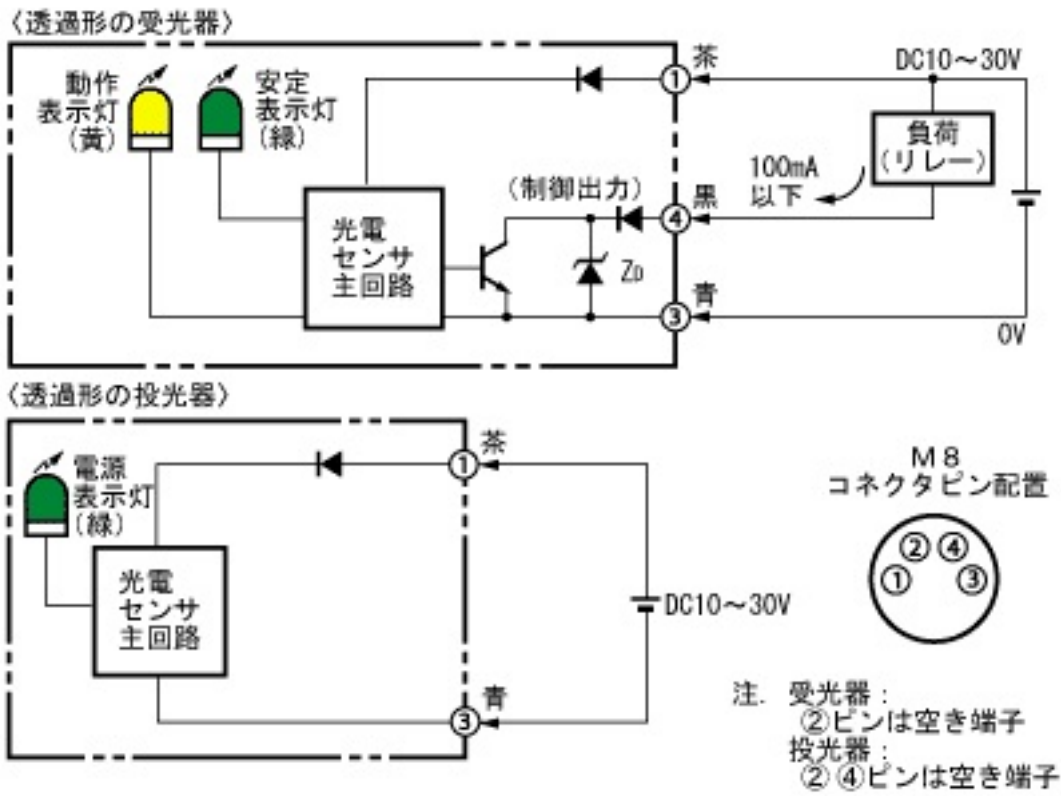 〈透過形の受光器〉
動作
表示灯
(黄)
安定
表示灯
(緑)
光電
センサ
主回路
(制御出力)
ZD
①
茶
④
黒
③
青
DC10～30V
負荷
(リレー)
100mA
以下
0V
〈透過形の投光器〉
電源
表示灯
(緑)
光電
センサ
主回路
①
茶
③
青
DC10～30V
M8
コネクタピン配置
②④
①③
注. 受光器：
②ピンは空き端子
投光器：
②④ピンは空き端子